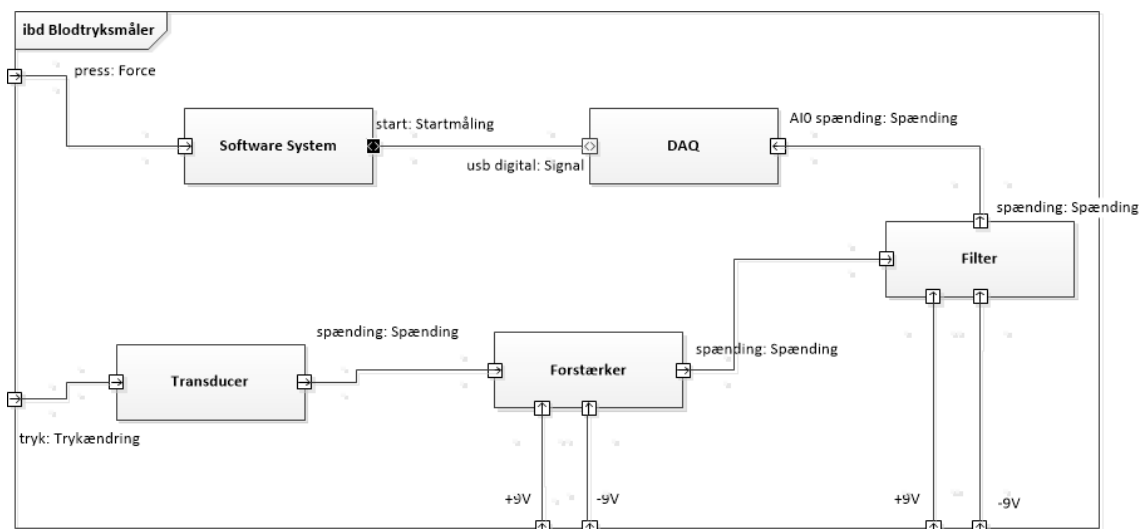 ibd Blodtryksmåler
press: Force
Software System
start: Startmåling
usb digital: Signal
DAQ
AI0 spænding: Spænding
spænding: Spænding
Filter
spænding: Spænding
Forstærker
spænding: Spænding
Transducer
tryk: Trykændring
+9V
-9V
+9V
-9V